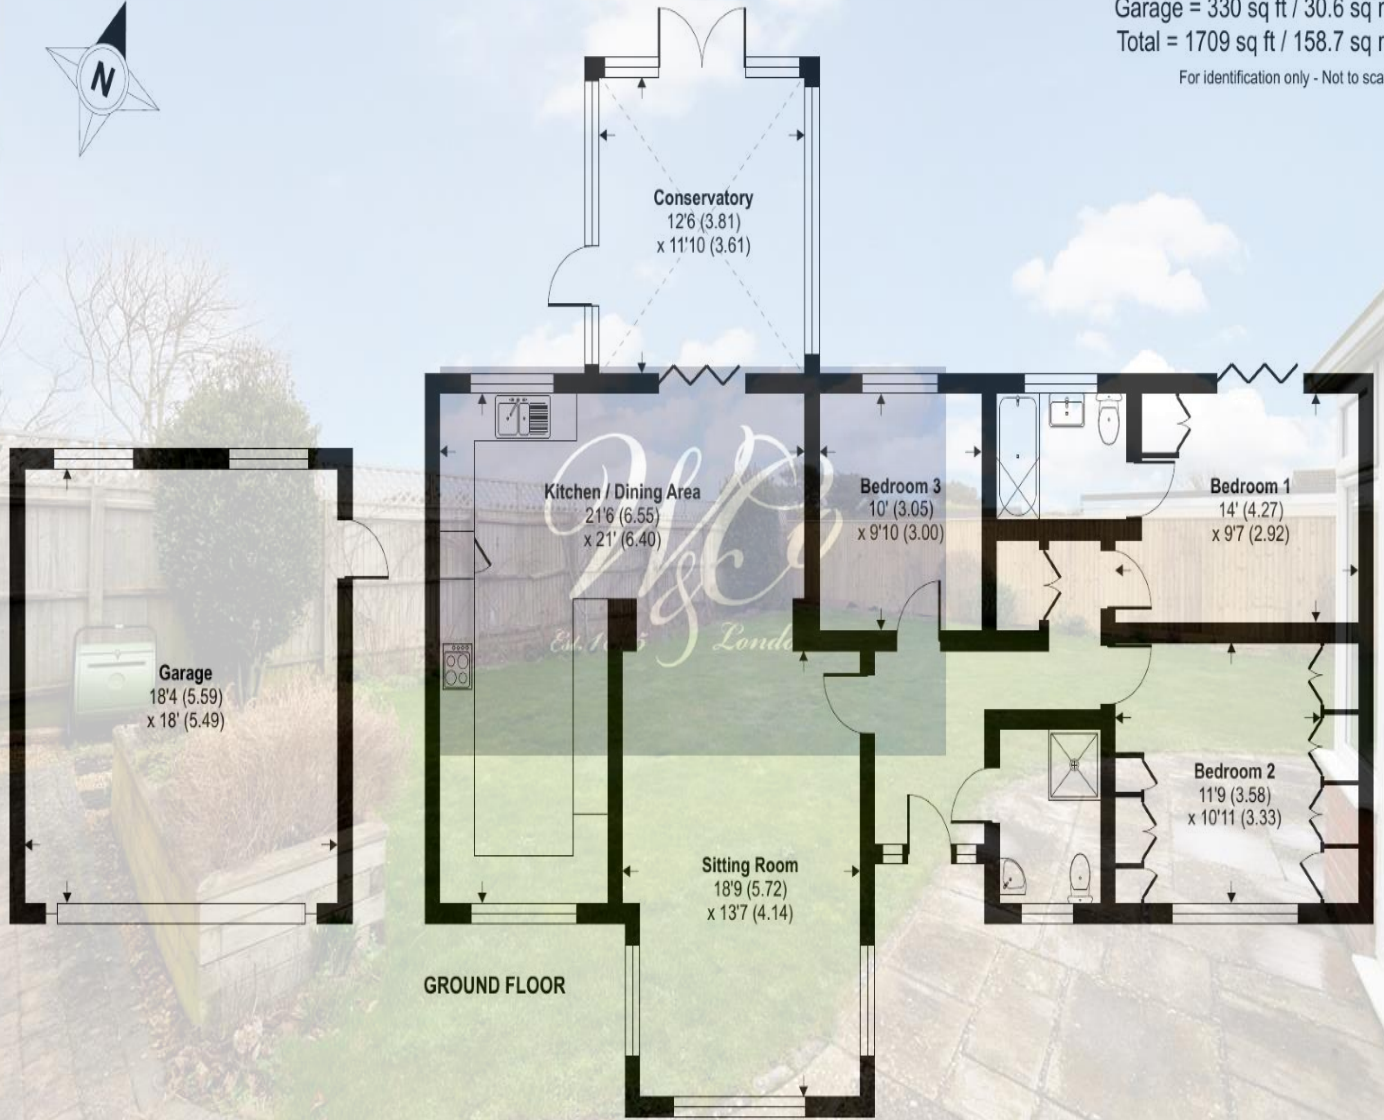 Garage = 330 sq ft / 30.6 sq
Total = 1709 sq ft / 158.7 sq
For identification only - Not to
N
Conservatory
12'6 (3.81)
x 11'10 (3.61)
Kitchen / Dining Area
21'6 (6.55)
x 21' (6.40)
Bedroom 3
10' (3.05)
x 9'10 (3.00)
Bedroom 1
14' (4.27)
x 9'7 (2.92)
W&Co
Est. London
Garage
18'4 (5.59)
x 18' (5.49)
Bedroom 2
11'9 (3.58)
x 10'11 (3.33)
Sitting Room
18'9 (5.72)
x 13'7 (4.14)
GROUND FLOOR